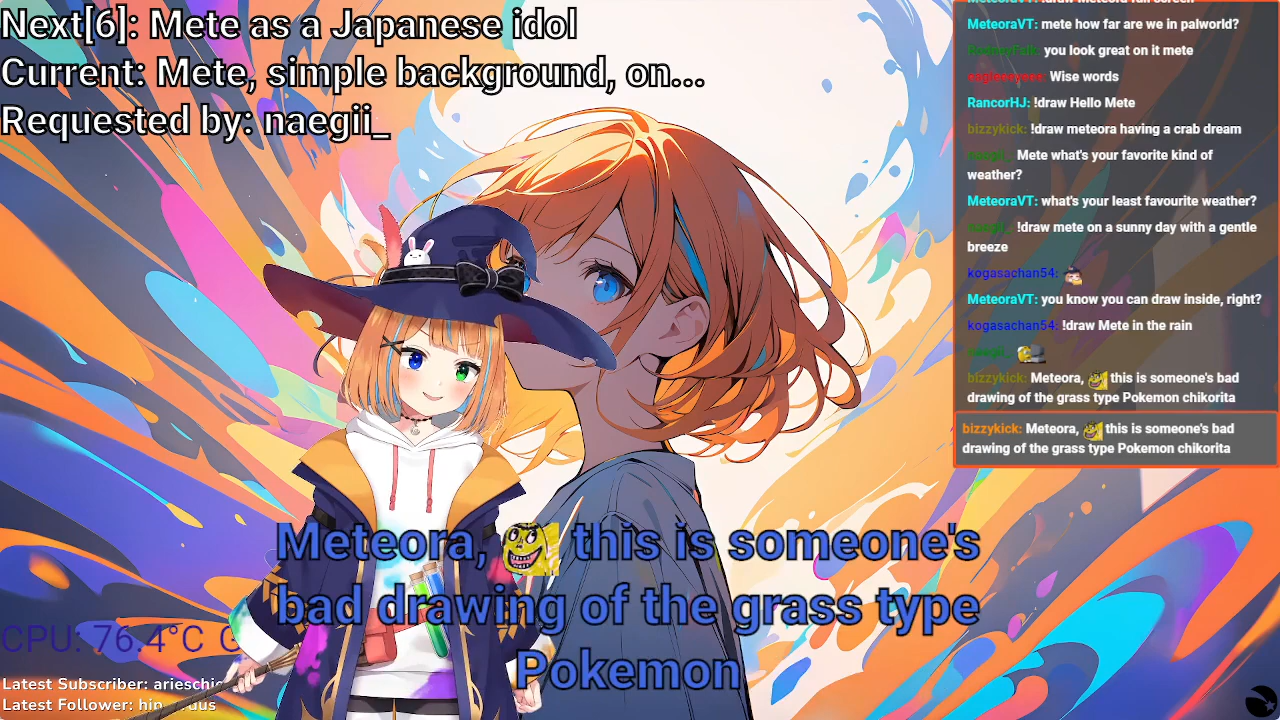 Next[6]: Mete as a Japanese idol
Current: Mete, simple background, on...
Requested by: naegii_
MeteoraVT: mete how far are we in palworld?
you look great on it mete
Wise words
RancorHJ: !draw Hello Mete
bizzykick: !draw meteora having a crab dream
Mete what's your favorite kind of
weather?
MeteoraVT: what's your least favourite weather?
!draw mete on a sunny day with a gentle
breeze
kogasachan54:
MeteoraVT: you know you can draw inside, right?
kogasachan54: !draw Mete in the rain
bizzykick: Meteora, this is someone's bad
drawing of the grass type Pokemon chikorita
bizzykick: Meteora, this is someone's bad
drawing of the grass type Pokemon chikorita
Meteora, this is someone's
bad drawing of the grass type
Pokemon
CPU: 76.4°C
Latest Subscriber: arieschi
Latest Follower: